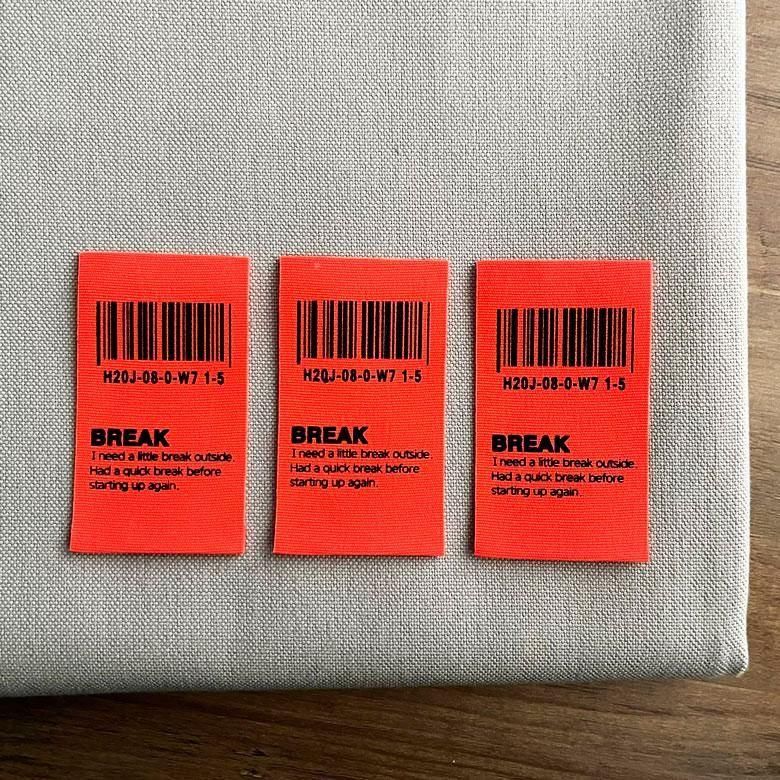 H20J-08-0-W7 1-5
BREAK
I need a little break outside.
Had a quick break before
starting up again.
H20J-08-0-W7 1-5
BREAK
I need a little break outside.
Had a quick break before
starting up again.
H20J-08-0-W7 1-5
BREAK
I need a little break outside.
Had a quick break before
starting up again.